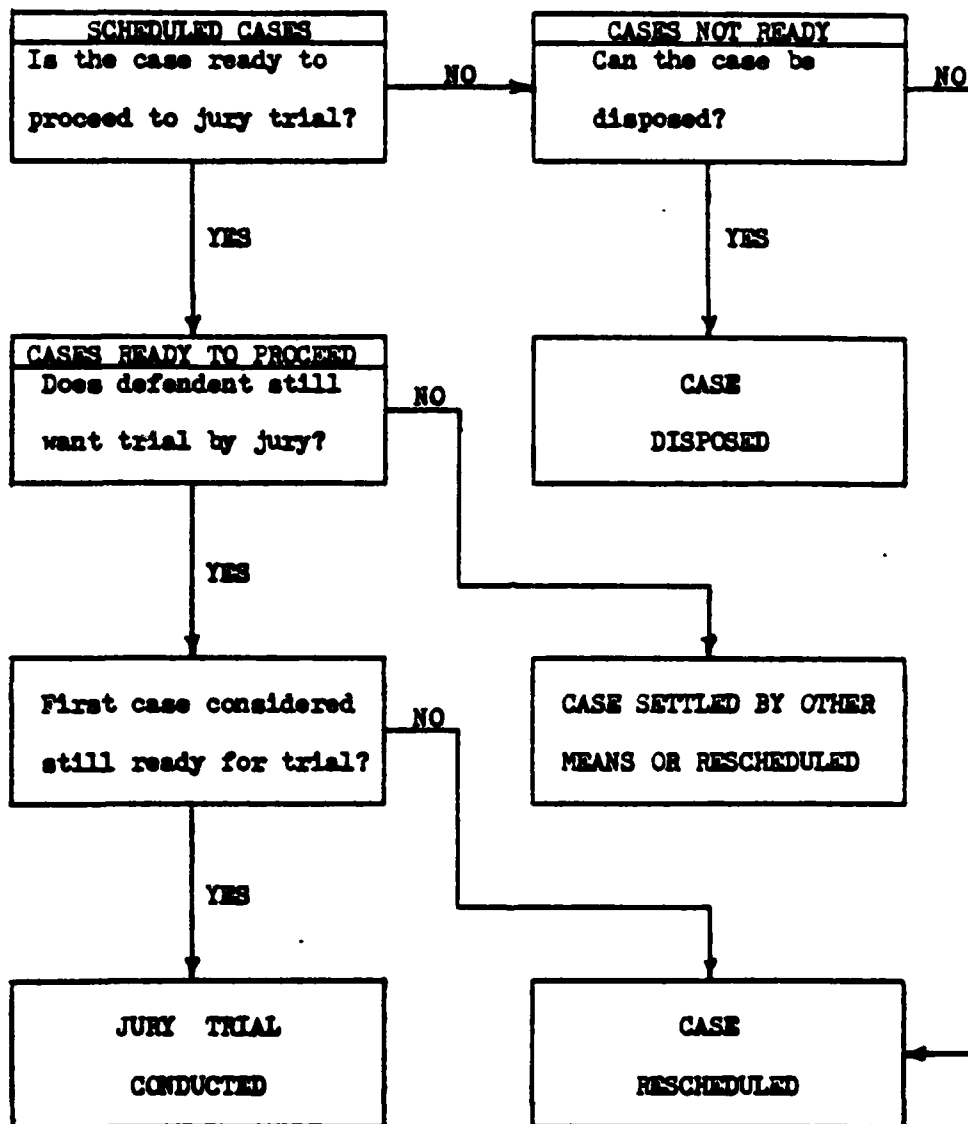 SCHEDULED CASES
Is the case ready to
proceed to jury trial?
NO
CASES NOT READY
Can the case be
disposed?
NO
YES
YES
CASES READY TO PROCEED
Does defendent still
want trial by jury?
NO
CASE
DISPOSED
YES
First case considered
still ready for trial?
NO
CASE SETTLED BY OTHER
MEANS OR RESCHEDULED
YES
JURY TRIAL
CONDUCTED
CASE
RESCHEDULED